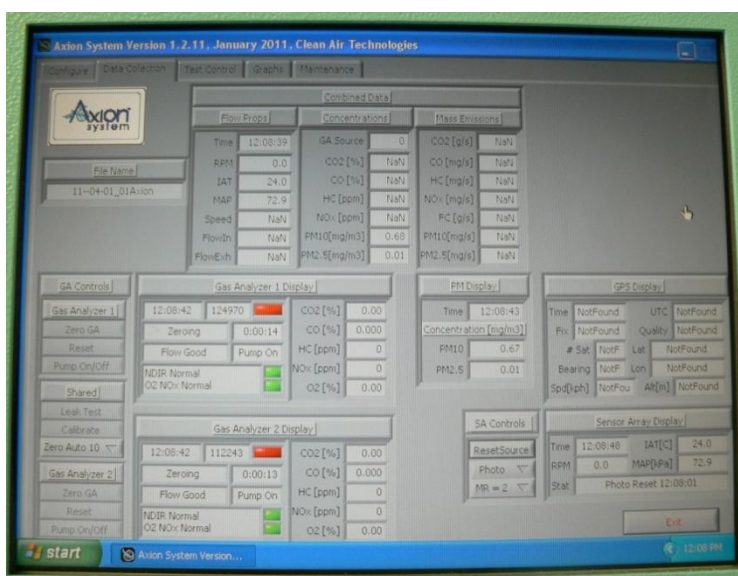 Axion System Version 1.2.11, January 2011, Clean Air Technologies
Configure Data Collection Test Control Graphs Maintenance
Axion
system
File Name
11--04-01_01Axion
Combined Data
Flow Props Concentrations Mass Emissions
Time 12:08:39 GA Source 0 CO2 [g/s] NaN
RPM 0.0 CO2 [%] NaN CO [mg/s] NaN
IAT 24.0 CO [%] NaN HC [mg/s] NaN
MAP 72.9 HC [ppm] NaN NOx [mg/s] NaN
Speed NaN NOx [ppm] NaN FC [g/s] NaN
FlowIn NaN PM10[mg/m3] 0.68 PM10[mg/s] NaN
FlowExh NaN PM2.5[mg/m3] 0.01 PM2.5[mg/s] NaN
GA Controls
Gas Analyzer 1
Zero GA
Reset
Pump On/Off
Shared
Leak Test
Calibrate
Zero Auto 10
Gas Analyzer 2
Zero GA
Reset
Pump On/Off
Gas Analyzer 1 Display
12:08:42 124970 CO2 [%] 0.00
Zeroing 0:00:14 CO [%] 0.000
Flow Good Pump On HC [ppm] 0
NDIR Normal NOx [ppm] 0
O2 NOx Normal O2 [%] 0.00
Gas Analyzer 2 Display
12:08:42 112243 CO2 [%] 0.00
Zeroing 0:00:13 CO [%] 0.000
Flow Good Pump On HC [ppm] 0
NDIR Normal NOx [ppm] 0
O2 NOx Normal O2 [%] 0.00
PM Display
Time 12:08:43
Concentration [mg/m3]
PM10 0.67
PM2.5 0.01
GPS Display
Time NotFound UTC NotFound
Fix NotFound Quality NotFound
# Sat NotF Lat NotFound
Bearing NotF Lon NotFound
Spd[kph] NotFou Alt[m] NotFound
SA Controls
ResetSource
Photo
MR = 2
Sensor Array Display
Time 12:08:48 IAT[C] 24.0
RPM 0.0 MAP[kPa] 72.9
Stat Photo Reset 12:08:01
Exit
start Axion System Version... 12:08 PM